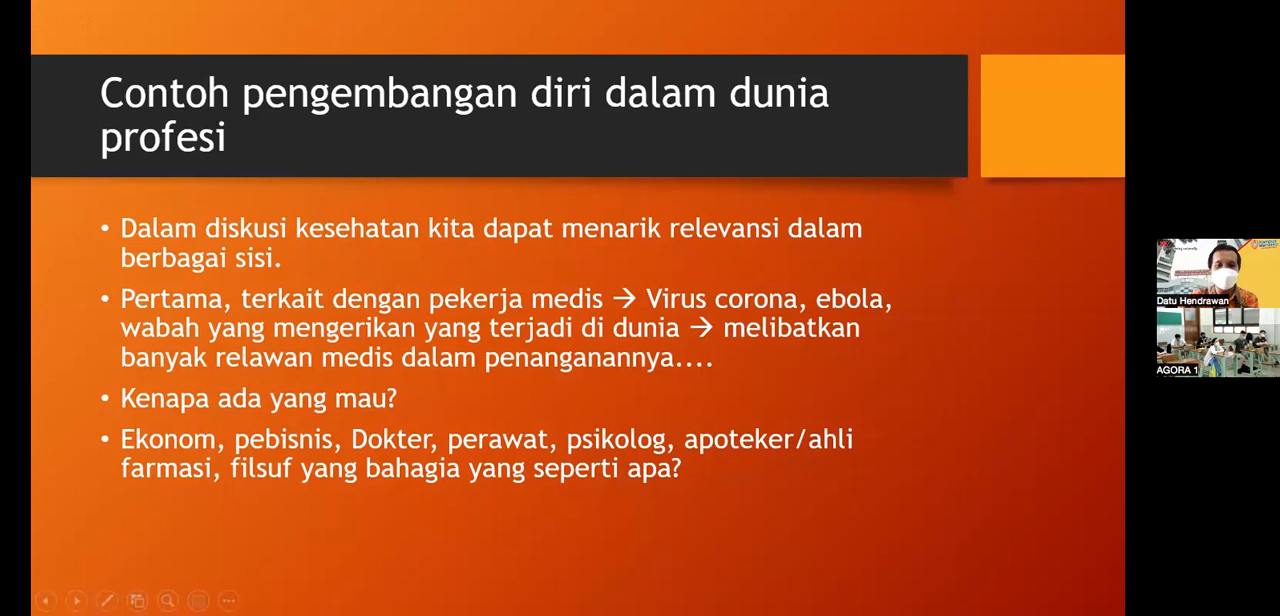 Contoh pengembangan diri dalam dunia
profesi
• Dalam diskusi kesehatan kita dapat menarik relevansi dalam
berbagai sisi.
• Pertama, terkait dengan pekerja medis → Virus corona, ebola,
wabah yang mengerikan yang terjadi di dunia → melibatkan
banyak relawan medis dalam penanganannya....
• Kenapa ada yang mau?
• Ekonom, pebisnis, Dokter, perawat, psikolog, apoteker/ahli
farmasi, filsuf yang bahagia yang seperti apa?
Datu Hendrawan
AGORA 1